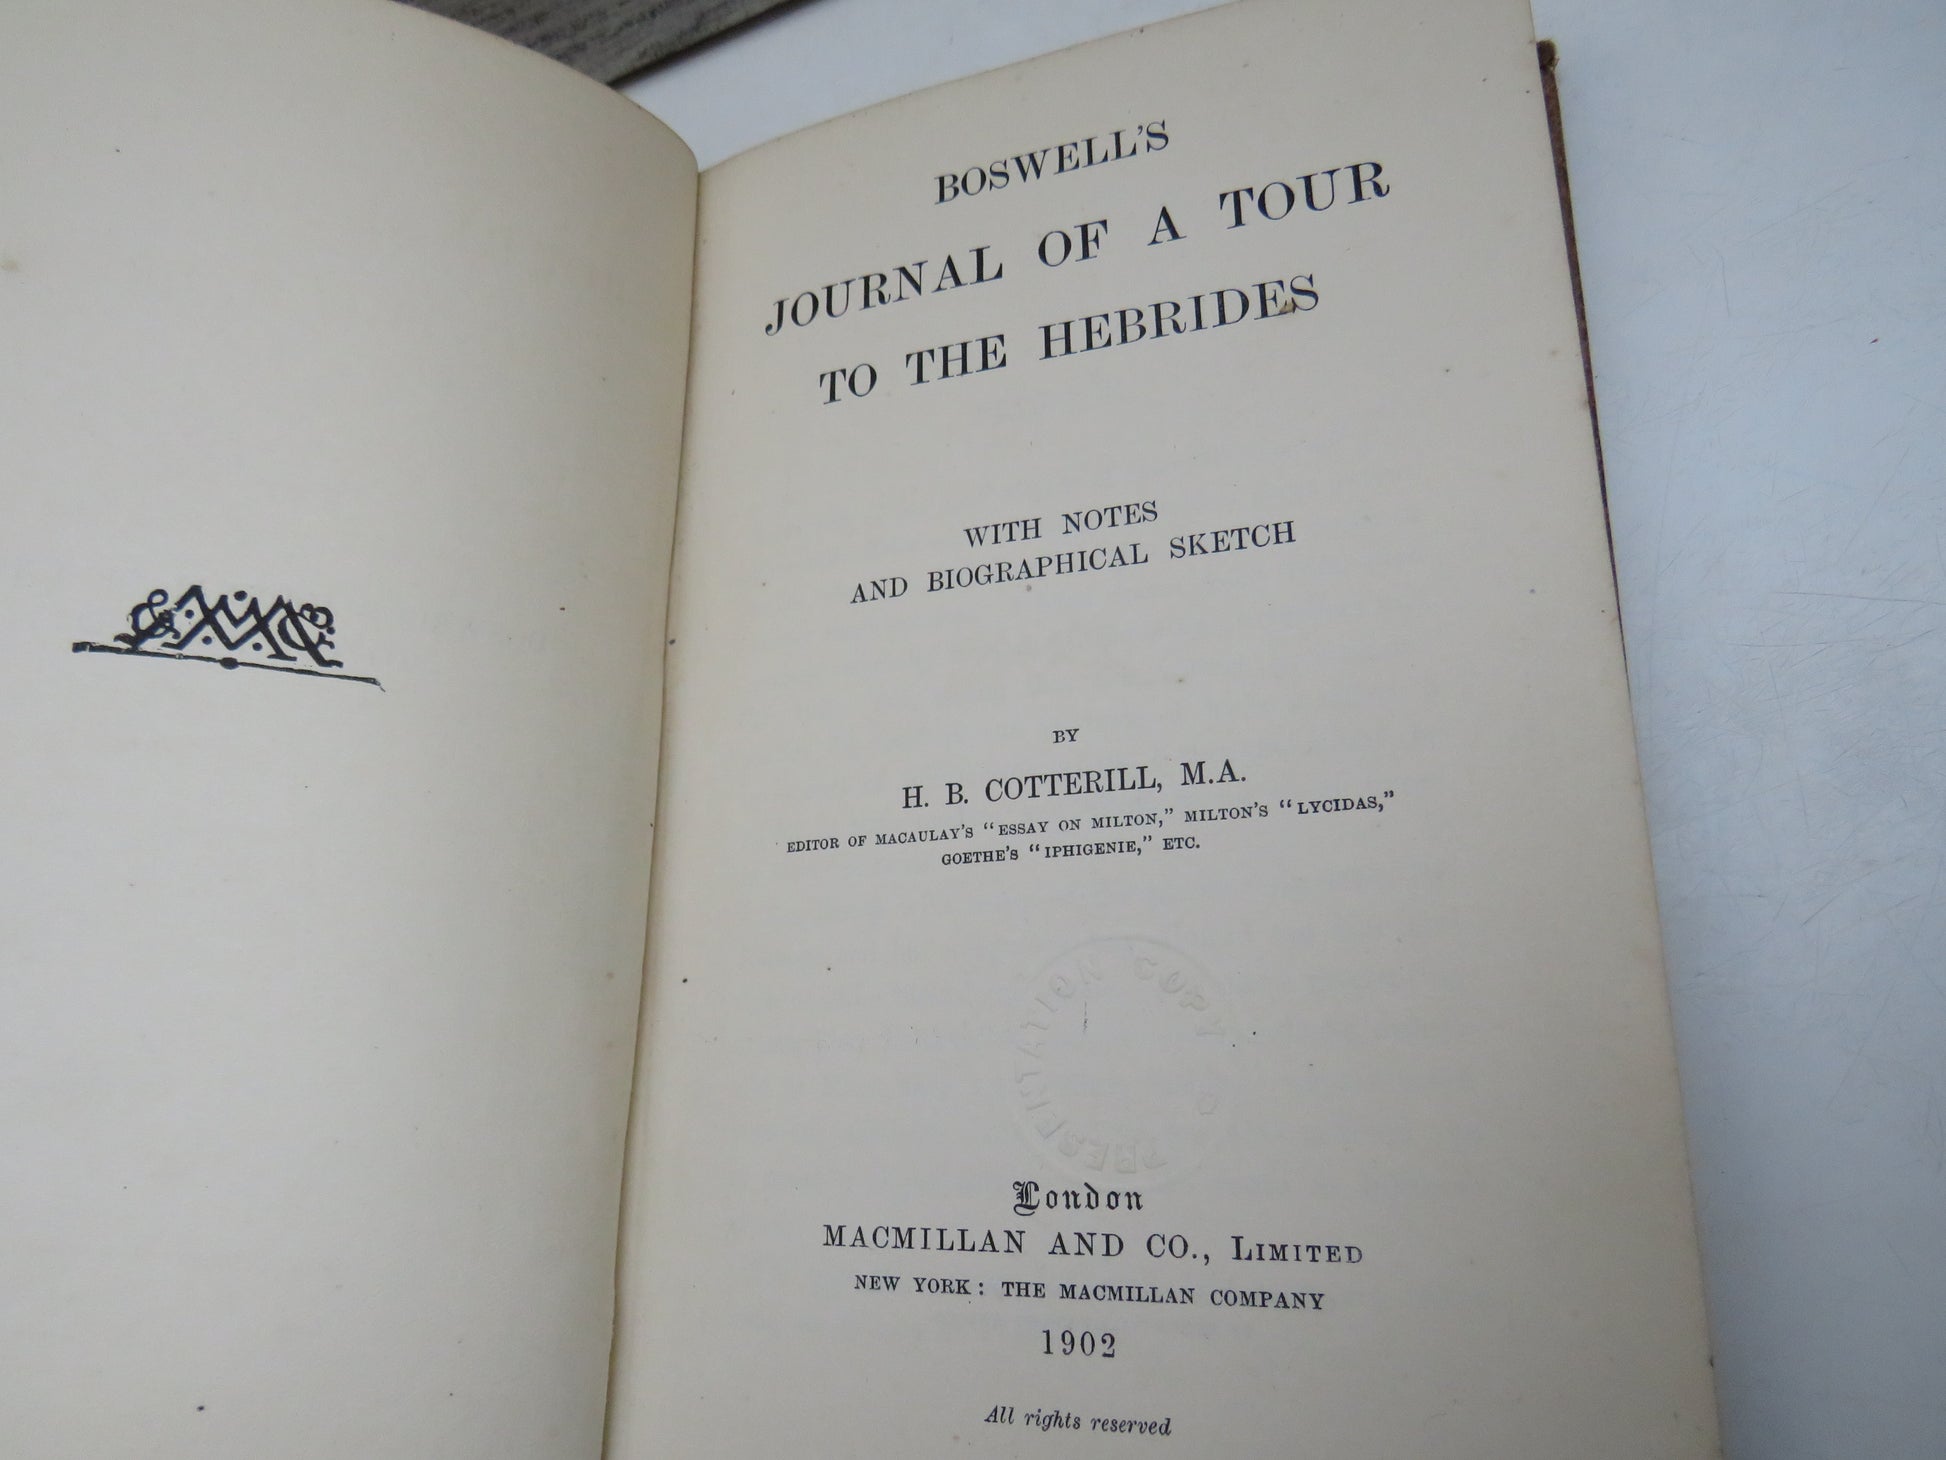 BOSWELL'S
JOURNAL OF A TOUR
TO THE HEBRIDES
WITH NOTES
AND BIOGRAPHICAL SKETCH
BY
H. B. COTTERILL, M.A.
EDITOR OF MACAULAY'S "ESSAY ON MILTON," MILTON'S "LYCIDAS,"
GOETHE'S "IPHIGENIE," ETC.
PRESENTATION COPY
London
MACMILLAN AND CO., LIMITED
NEW YORK: THE MACMILLAN COMPANY
1902
All rights reserved